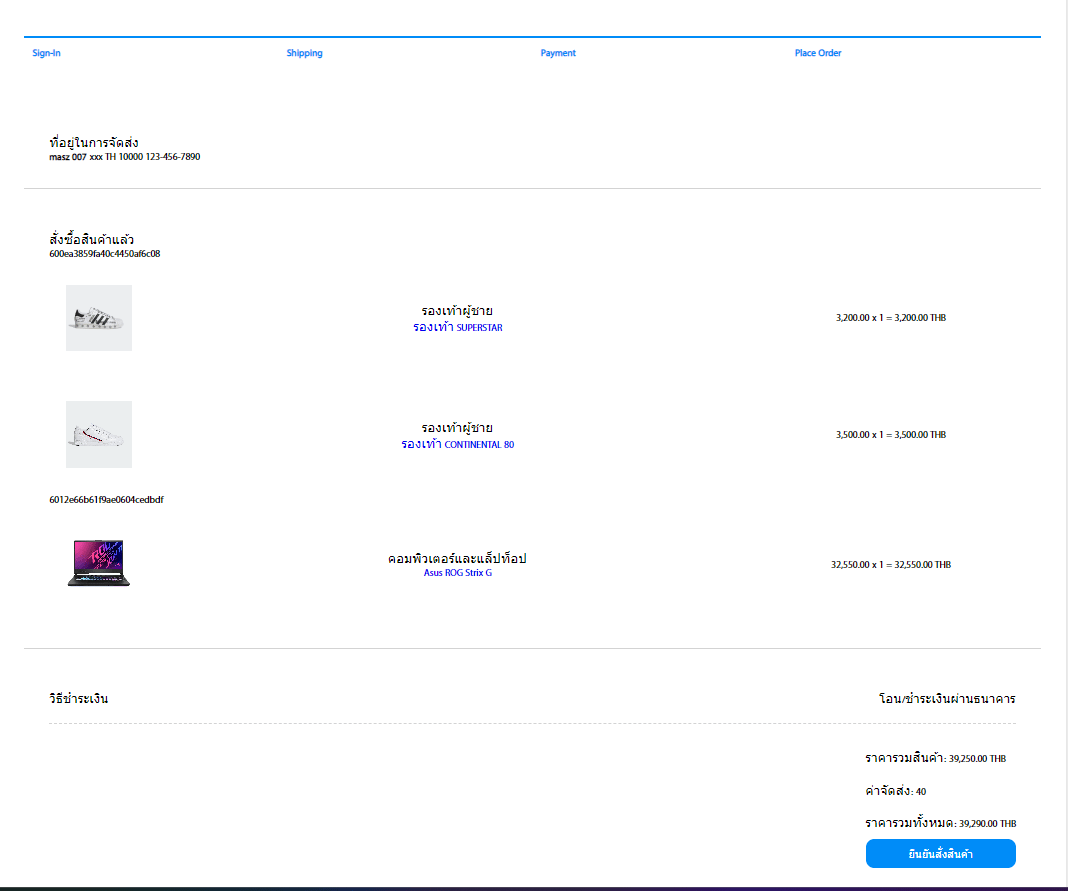 Sign-In
Shipping
Payment
Place Order
ที่อยู่ในการจัดส่ง
masz 007 xxx TH 10000 123-456-7890
สั่งซื้อสินค้าแล้ว
600ea3859fa40c4450af6c08
รองเท้าผู้ชาย
รองเท้า SUPERSTAR
3,200.00 x 1 = 3,200.00 THB
รองเท้าผู้ชาย
รองเท้า CONTINENTAL 80
3,500.00 x 1 = 3,500.00 THB
6012e66b61f9ae0604cedbdf
คอมพิวเตอร์และแล็ปท็อป
Asus ROG Strix G
32,550.00 x 1 = 32,550.00 THB
วิธีชำระเงิน
โอน/ชำระเงินผ่านธนาคาร
ราคารวมสินค้า: 39,250.00 THB
ค่าจัดส่ง: 40
ราคารวมทั้งหมด: 39,290.00 THB
ยืนยันสั่งสินค้า